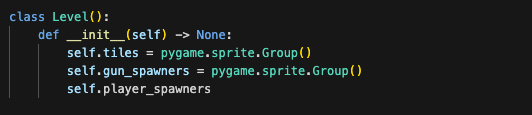 class Level():
    def __init__(self) -> None:
        self.tiles = pygame.sprite.Group()
        self.gun_spawners = pygame.sprite.Group()
        self.player_spawners